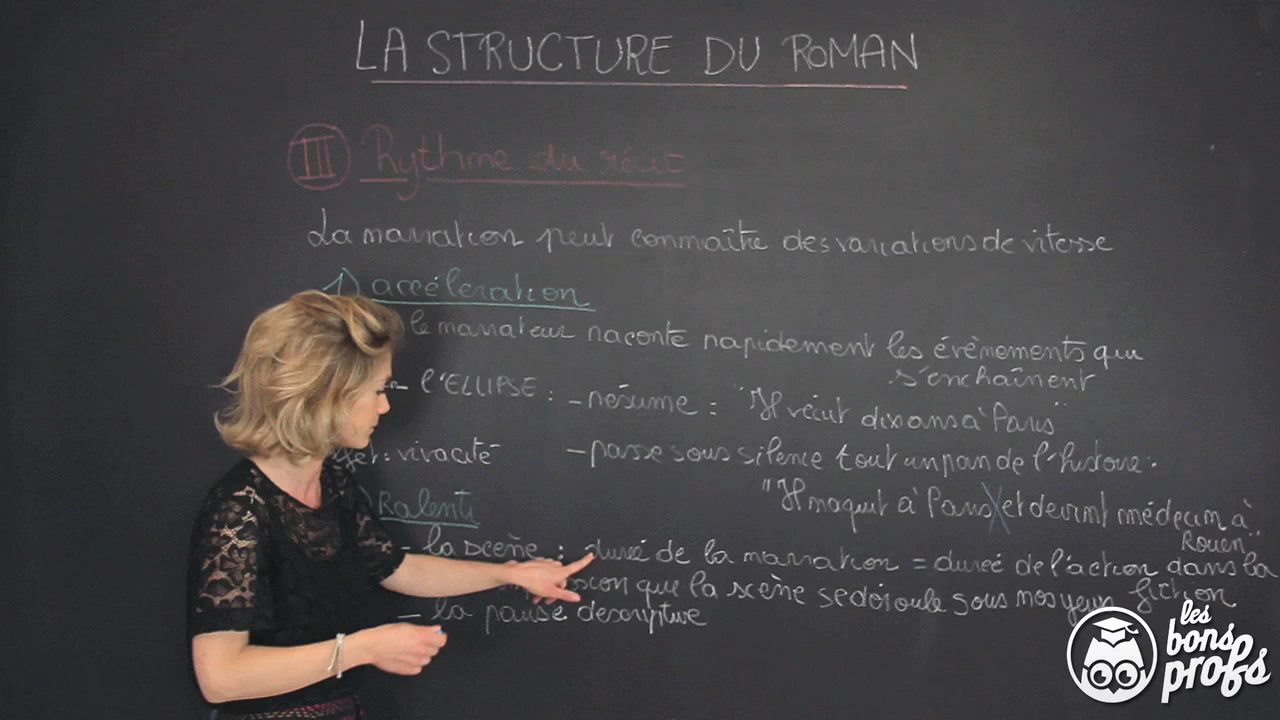 LA STRUCTURE DU ROMAN
III Rythme du récit
La narration peut connaître des variations de vitesse
1) accélération
le narrateur raconte rapidement les évènements qui
s'enchaînent
- l'ELLIPSE : - résume : "Il vécut dix ans à Paris"
effet : vivacité - passe sous silence tout un pan de l'histoire :
"Il naquit à Paris X et devint médecin à
Rouen"
Ralenti
- la scène : durée de la narration = durée de l'action dans la
fiction
que la scène se déroule sous nos yeux
- la pause descriptive
les bons profs